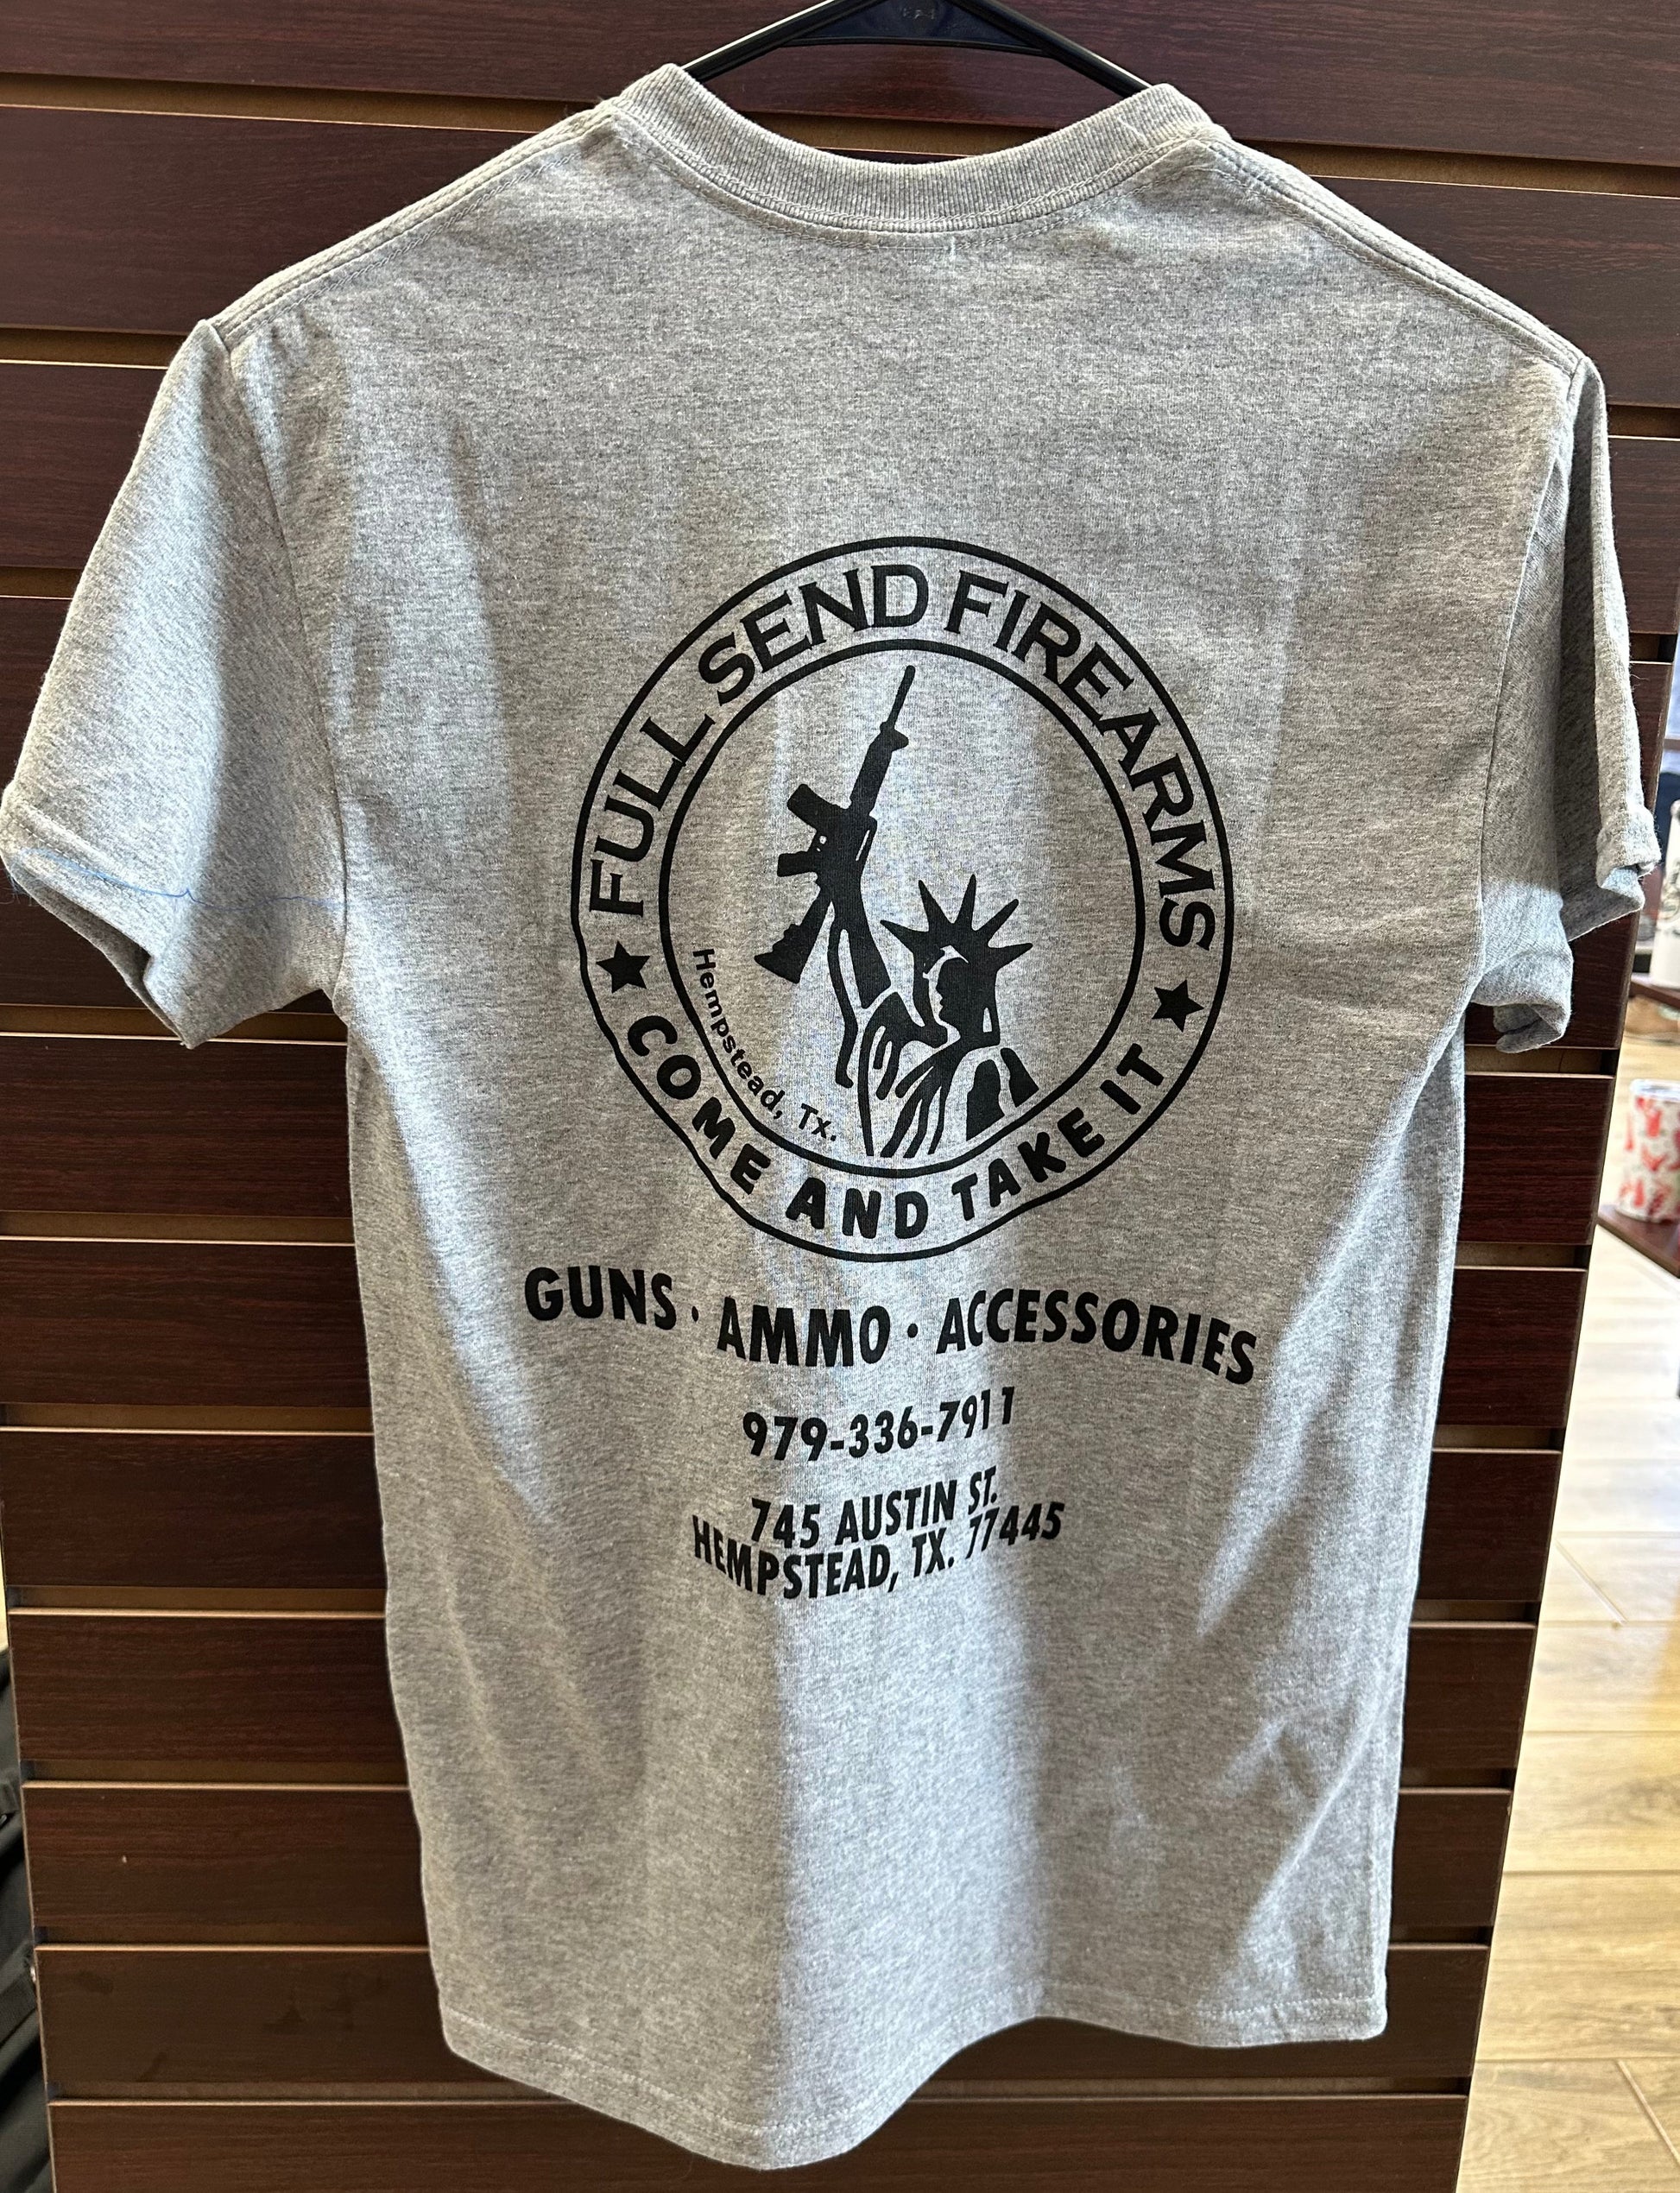 FULL SEND FIREARMS
Hempstead, Tx.
★ COME AND TAKE IT ★
GUNS · AMMO · ACCESSORIES
979-336-7911
745 AUSTIN ST.
HEMPSTEAD, TX. 77445